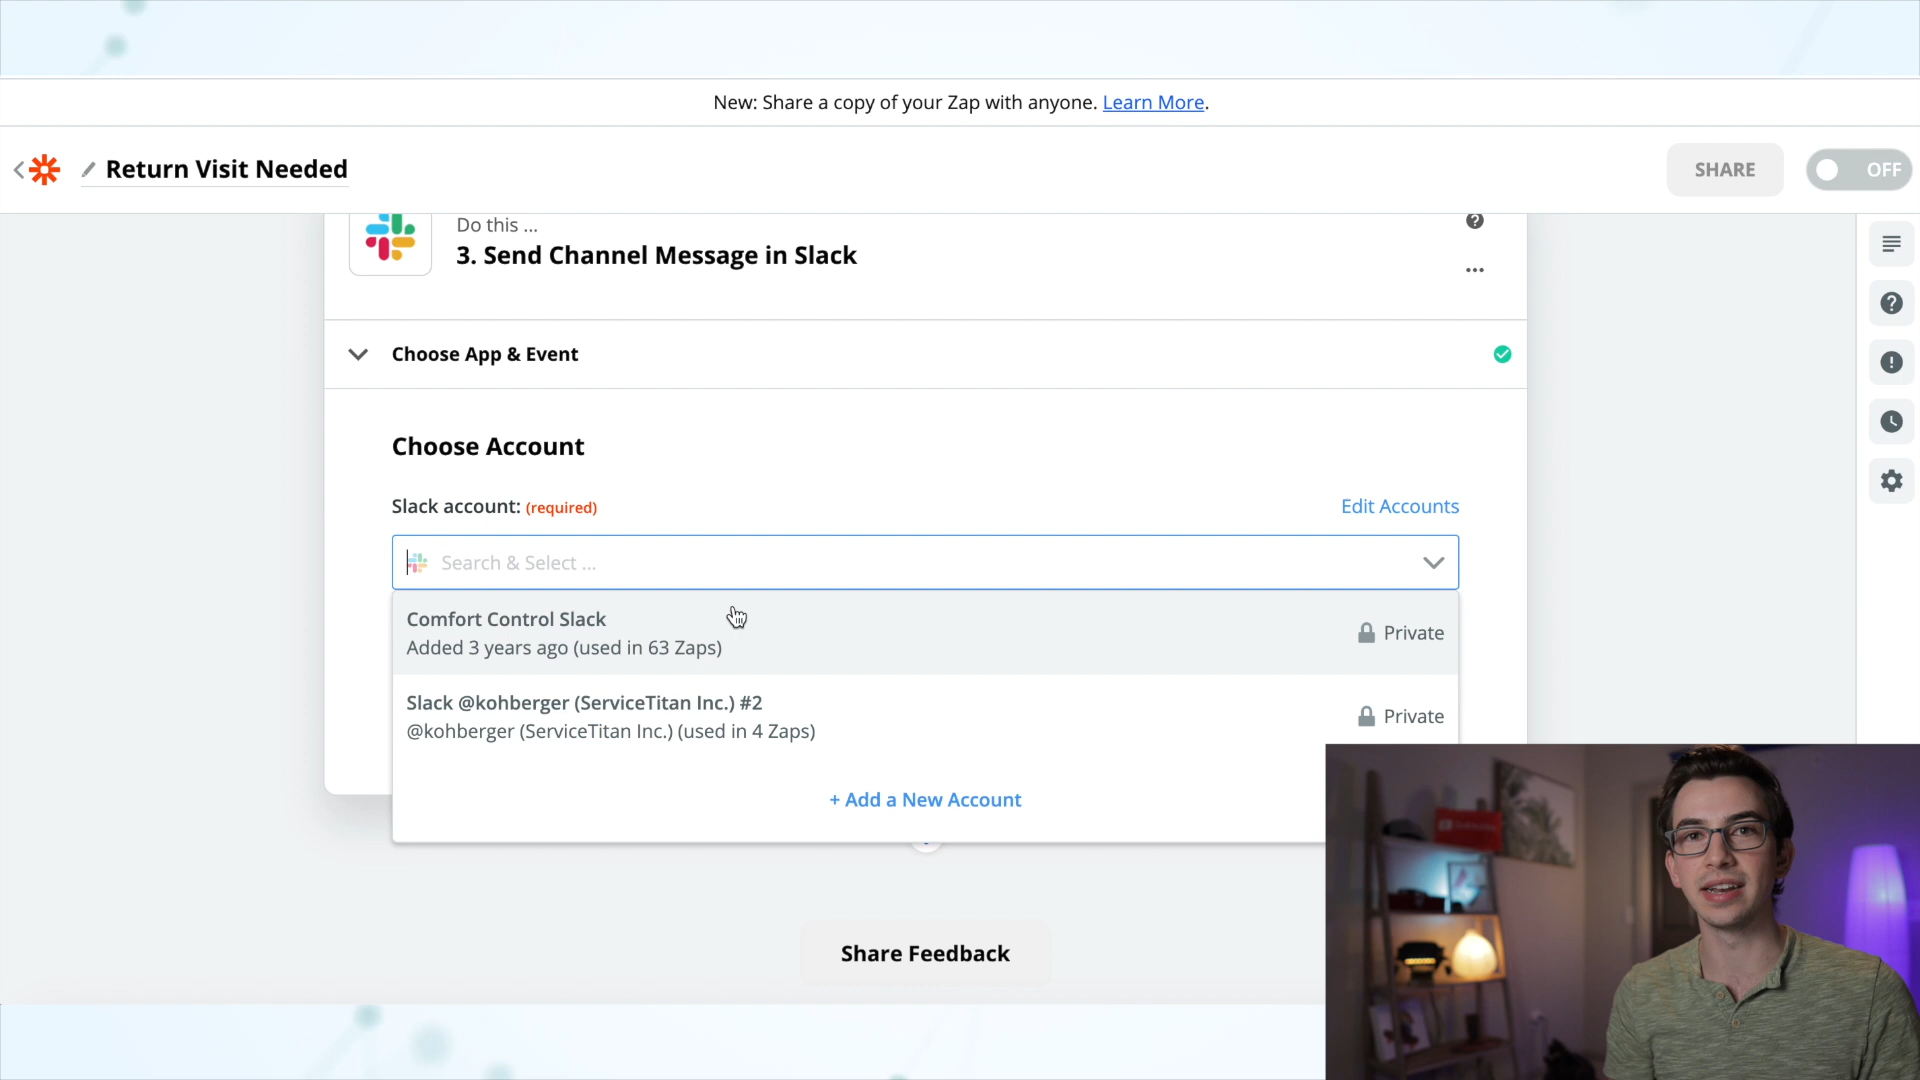 New: Share a copy of your Zap with anyone. Learn More.
Return Visit Needed
SHARE
OFF
Do this ...
3. Send Channel Message in Slack
Choose App & Event
Choose Account
Slack account: (required)
Edit Accounts
Search & Select ...
Comfort Control Slack
Added 3 years ago (used in 63 Zaps)
Private
Slack @kohberger (ServiceTitan Inc.) #2
@kohberger (ServiceTitan Inc.) (used in 4 Zaps)
Private
+ Add a New Account
Share Feedback